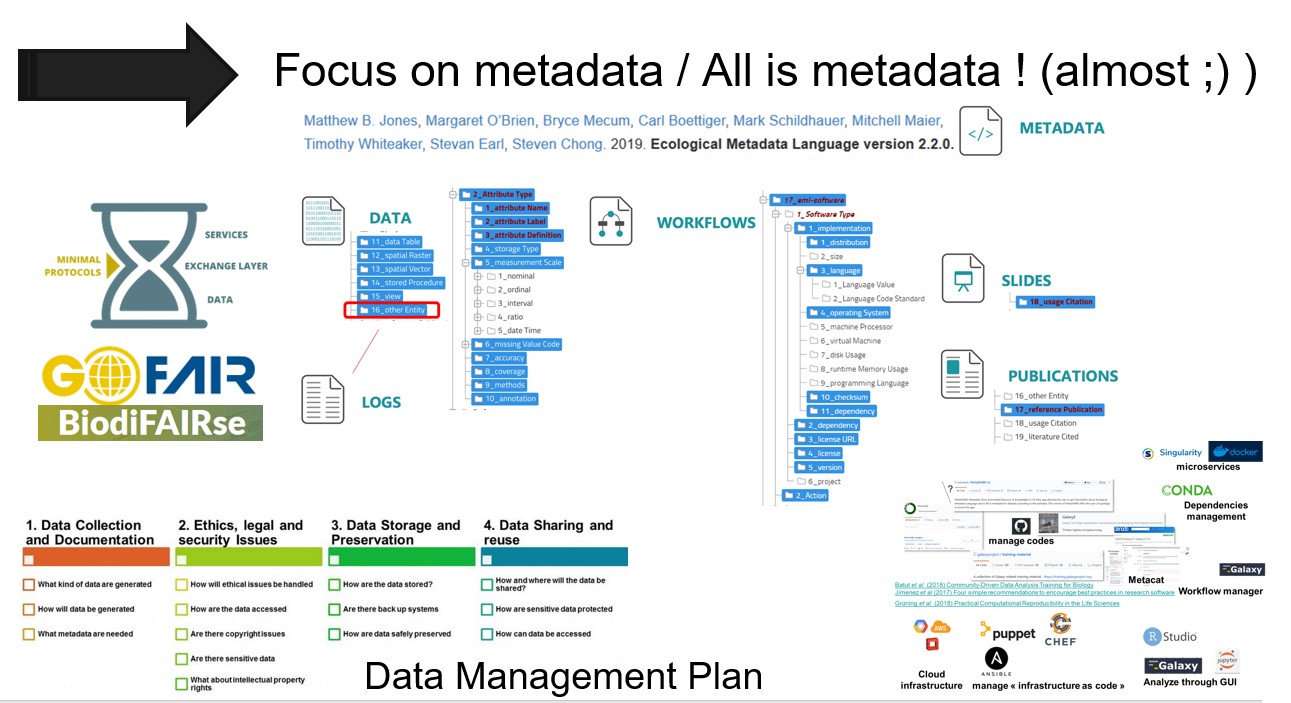 Focus on metadata / All is metadata ! (almost ;) )
Matthew B. Jones, Margaret O'Brien, Bryce Mecum, Carl Boettiger, Mark Schildhauer, Mitchell Maier,
Timothy Whiteaker, Stevan Earl, Steven Chong. 2019. Ecological Metadata Language version 2.2.0.
</>
METADATA
SERVICES
MINIMAL
PROTOCOLS
EXCHANGE LAYER
DATA
GO FAIR
BiodiFAIRse
DATA
11_data Table
12_spatial Raster
13_spatial Vector
14_stored Procedure
15_view
16_other Entity
LOGS
2_Attribute Type
1_attribute Name
2_attribute Label
3_attribute Definition
4_storage Type
5_measurement Scale
1_nominal
2_ordinal
3_interval
4_ratio
5_date Time
6_missing Value Code
7_accuracy
8_coverage
9_methods
10_annotation
WORKFLOWS
17_eml-software
1_Software Type
1_implementation
1_distribution
2_size
3_language
1_Language Value
2_Language Code Standard
4_operating System
5_machine Processor
6_virtual Machine
7_disk Usage
8_runtime Memory Usage
9_programming Language
10_checksum
11_dependency
2_dependency
3_license URL
4_license
5_version
6_project
2_Action
SLIDES
18_usage Citation
PUBLICATIONS
16_other Entity
17_reference Publication
18_usage Citation
19_literature Cited
1. Data Collection
and Documentation
What kind of data are generated
How will data be generated
What metadata are needed
2. Ethics, legal and
security Issues
How will ethical issues be handled
How are the data accessed
Are there copyright issues
Are there sensitive data
What about intellectual property
rights
3. Data Storage and
Preservation
How are the data stored?
Are there back up systems
How are data safely preserved
4. Data Sharing and
reuse
How and where will the data be
shared?
How are sensitive data protected
How can data be accessed
Data Management Plan
Singularity
docker
microservices
CONDA
Dependencies
management
?
manage codes
galaxyproject / training-material
Metacat
Galaxy
Workflow manager
Batut et al. (2018) Community-Driven Data Analysis Training for Biology
Jimenez et al (2017) Four simple recommendations to encourage best practices in research software
Grüning et al. (2018) Practical Computational Reproducibility in the Life Sciences
AWS
Cloud
infrastructure
puppet
CHEF
ANSIBLE
manage « infrastructure as code »
R Studio
Galaxy
jupyter
Analyze through GUI